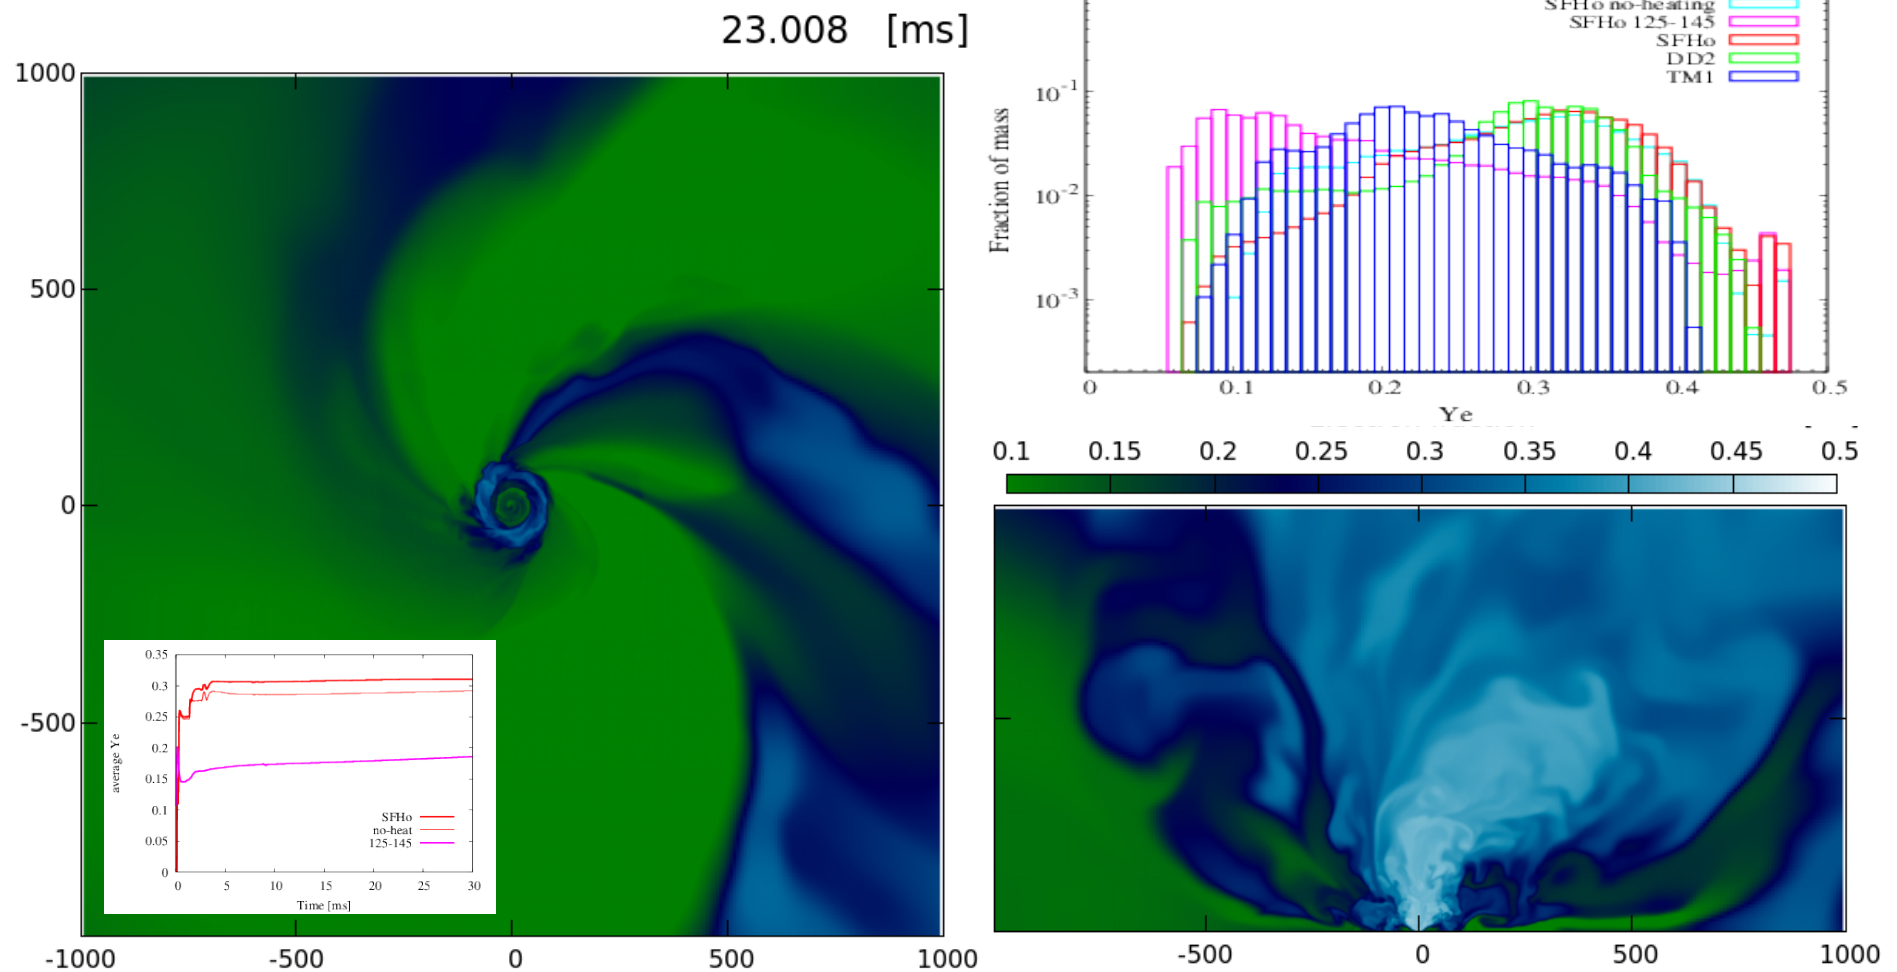 23.008 [ms]
1000
500
0
-500
-1000 -500 0 500 1000
0.35
0.3
0.25
0.2
0.15
0.1
0.05
0
average Ye
SFHo
no-heat
125-145
0 5 10 15 20 25 30
Time [ms]
SFHo no-heating
SFHo 125-145
SFHo
DD2
TM1
10-1
10-2
10-3
Fraction of mass
0 0.1 0.2 0.3 0.4 0.5
Ye
0.1 0.15 0.2 0.25 0.3 0.35 0.4 0.45 0.5
-500 0 500 1000